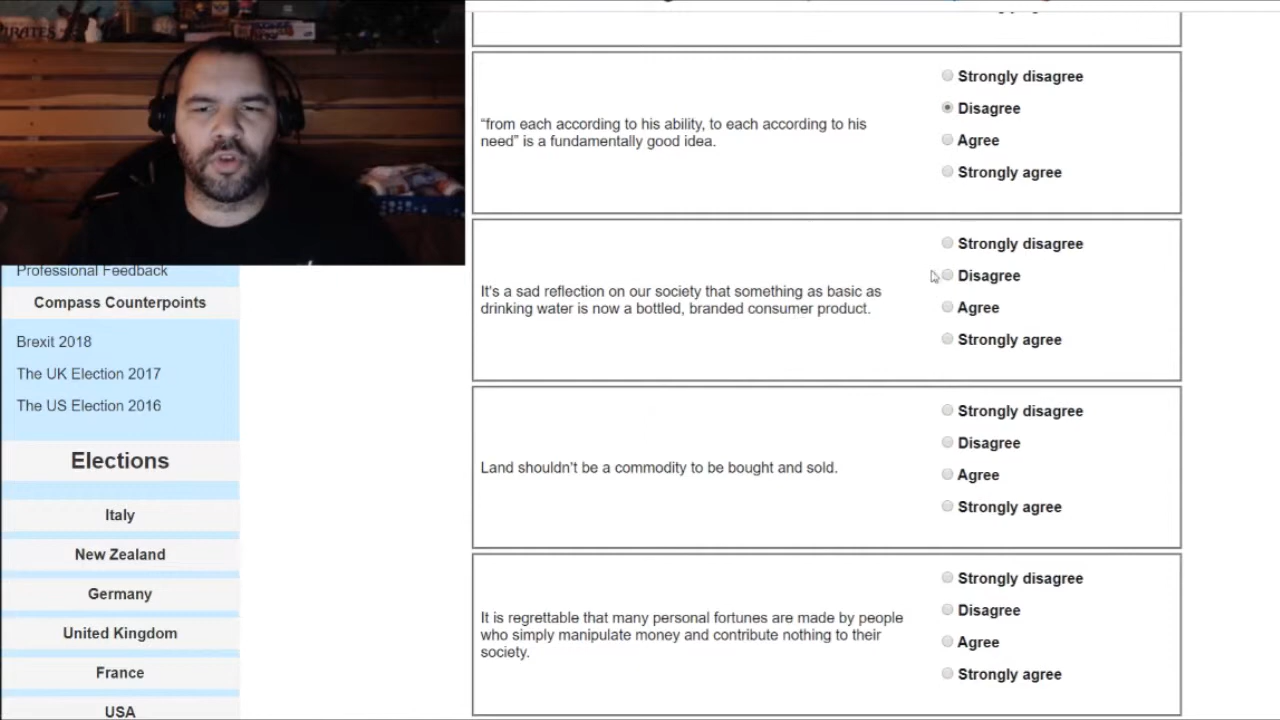 PIRATES
Professional Feedback
Compass Counterpoints
Brexit 2018
The UK Election 2017
The US Election 2016
Elections
Italy
New Zealand
Germany
United Kingdom
France
USA
“from each according to his ability, to each according to his
need” is a fundamentally good idea.
Strongly disagree
Disagree
Agree
Strongly agree
It's a sad reflection on our society that something as basic as
drinking water is now a bottled, branded consumer product.
Strongly disagree
Disagree
Agree
Strongly agree
Land shouldn't be a commodity to be bought and sold.
Strongly disagree
Disagree
Agree
Strongly agree
It is regrettable that many personal fortunes are made by people
who simply manipulate money and contribute nothing to their
society.
Strongly disagree
Disagree
Agree
Strongly agree